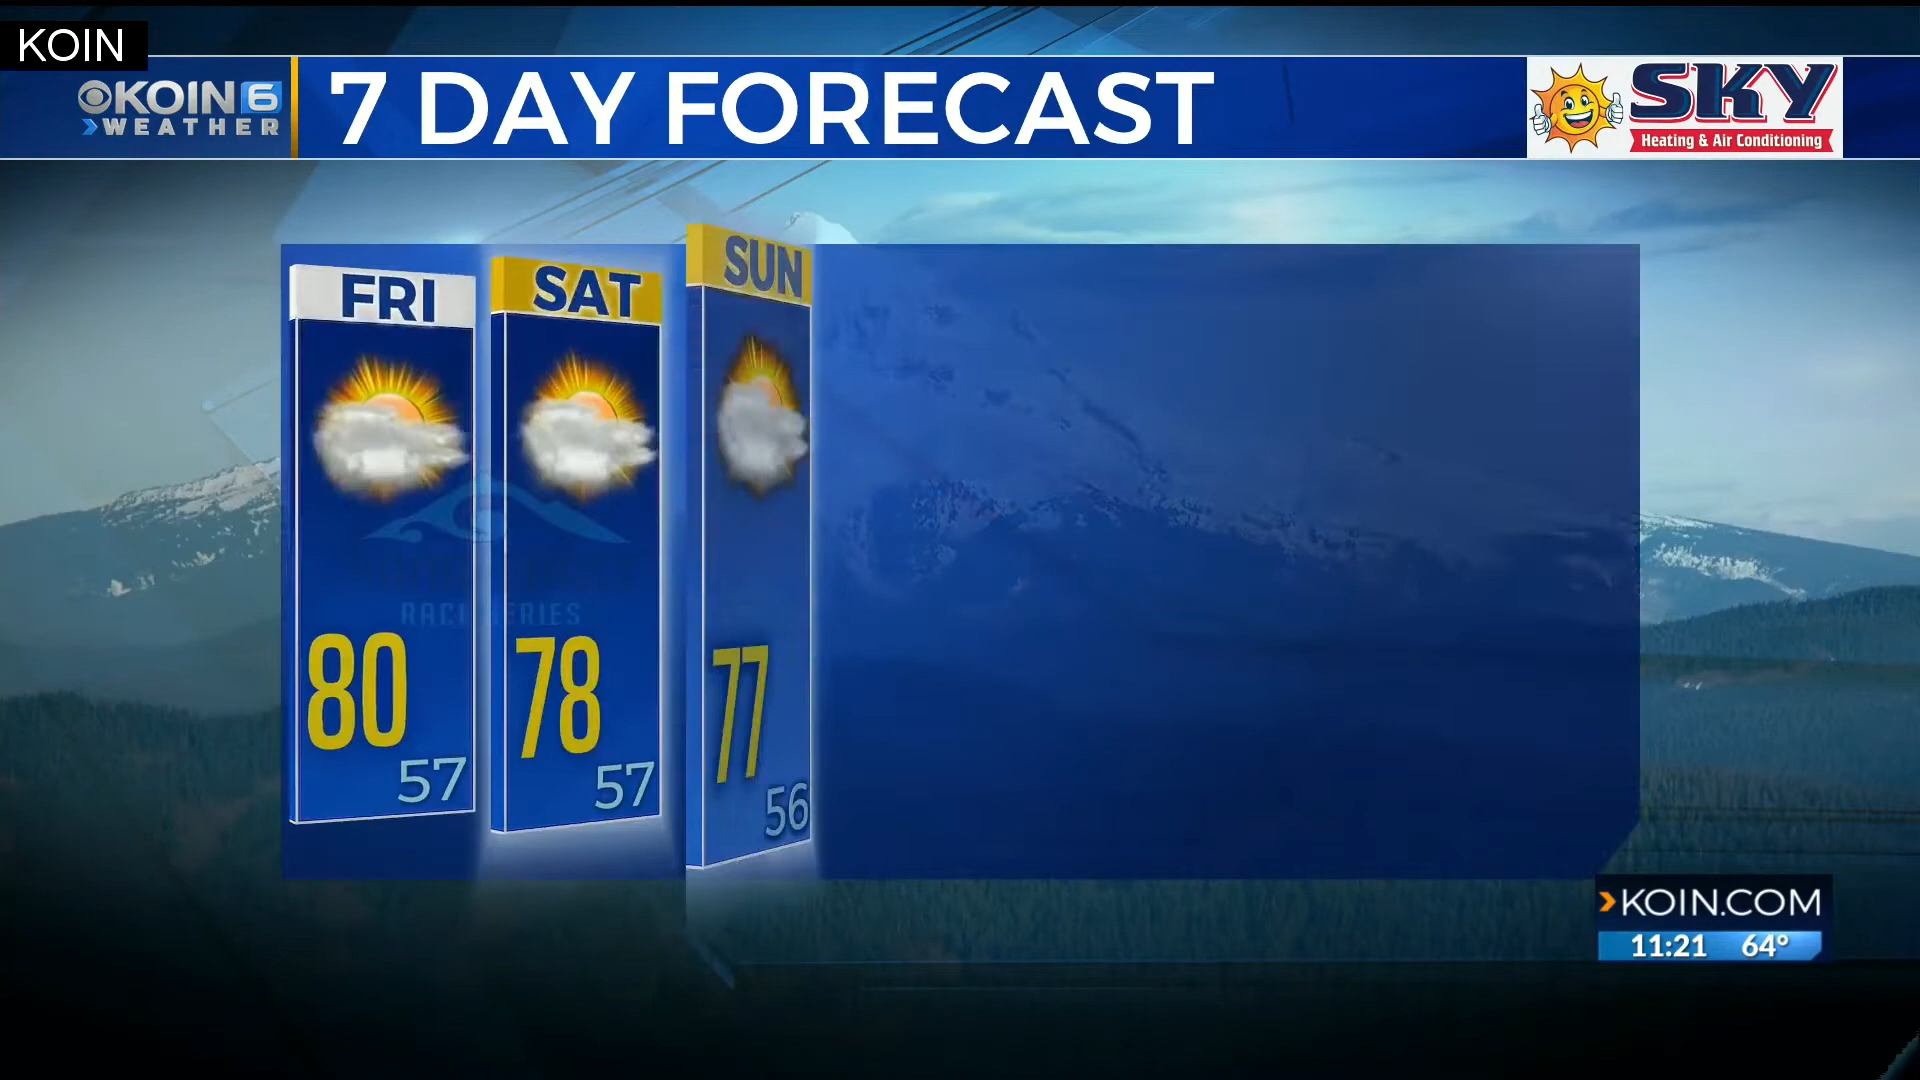 KOIN
KOIN 6
WEATHER
7 DAY FORECAST
SKY
Heating & Air Conditioning
FRI
SAT
SUN
80
57
78
57
77
56
KOIN.COM
11:21 64°